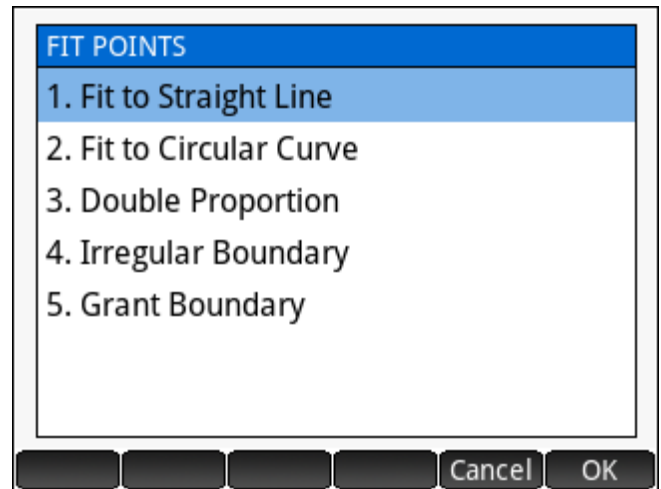 FIT POINTS
1. Fit to Straight Line
2. Fit to Circular Curve
3. Double Proportion
4. Irregular Boundary
5. Grant Boundary
Cancel OK